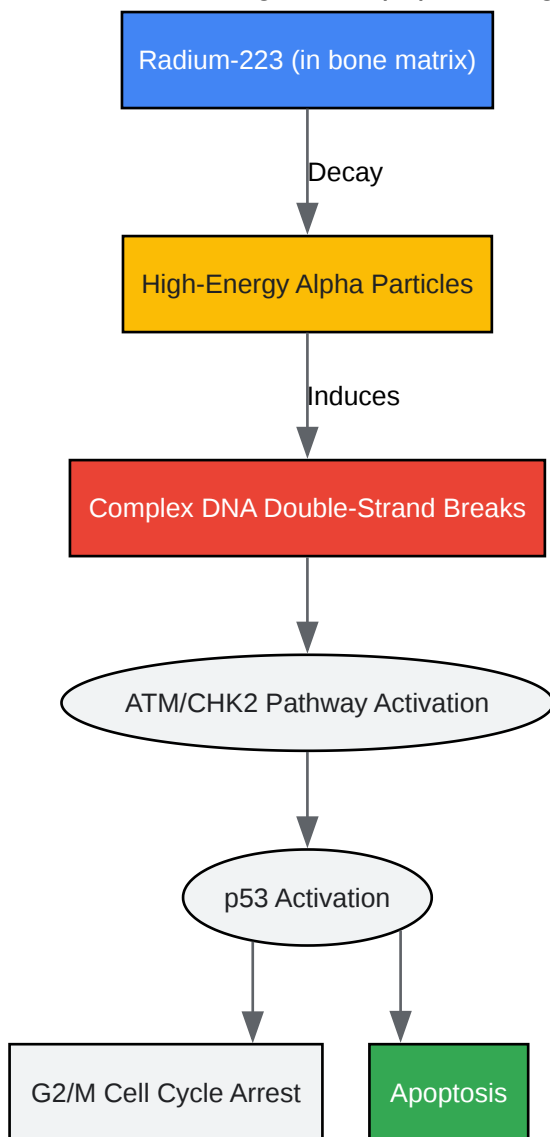 Radium-223 (in bone matrix)
Decay
High-Energy Alpha Particles
Induces
Complex DNA Double-Strand Breaks
ATM/CHK2 Pathway Activation
p53 Activation
G2/M Cell Cycle Arrest
Apoptosis